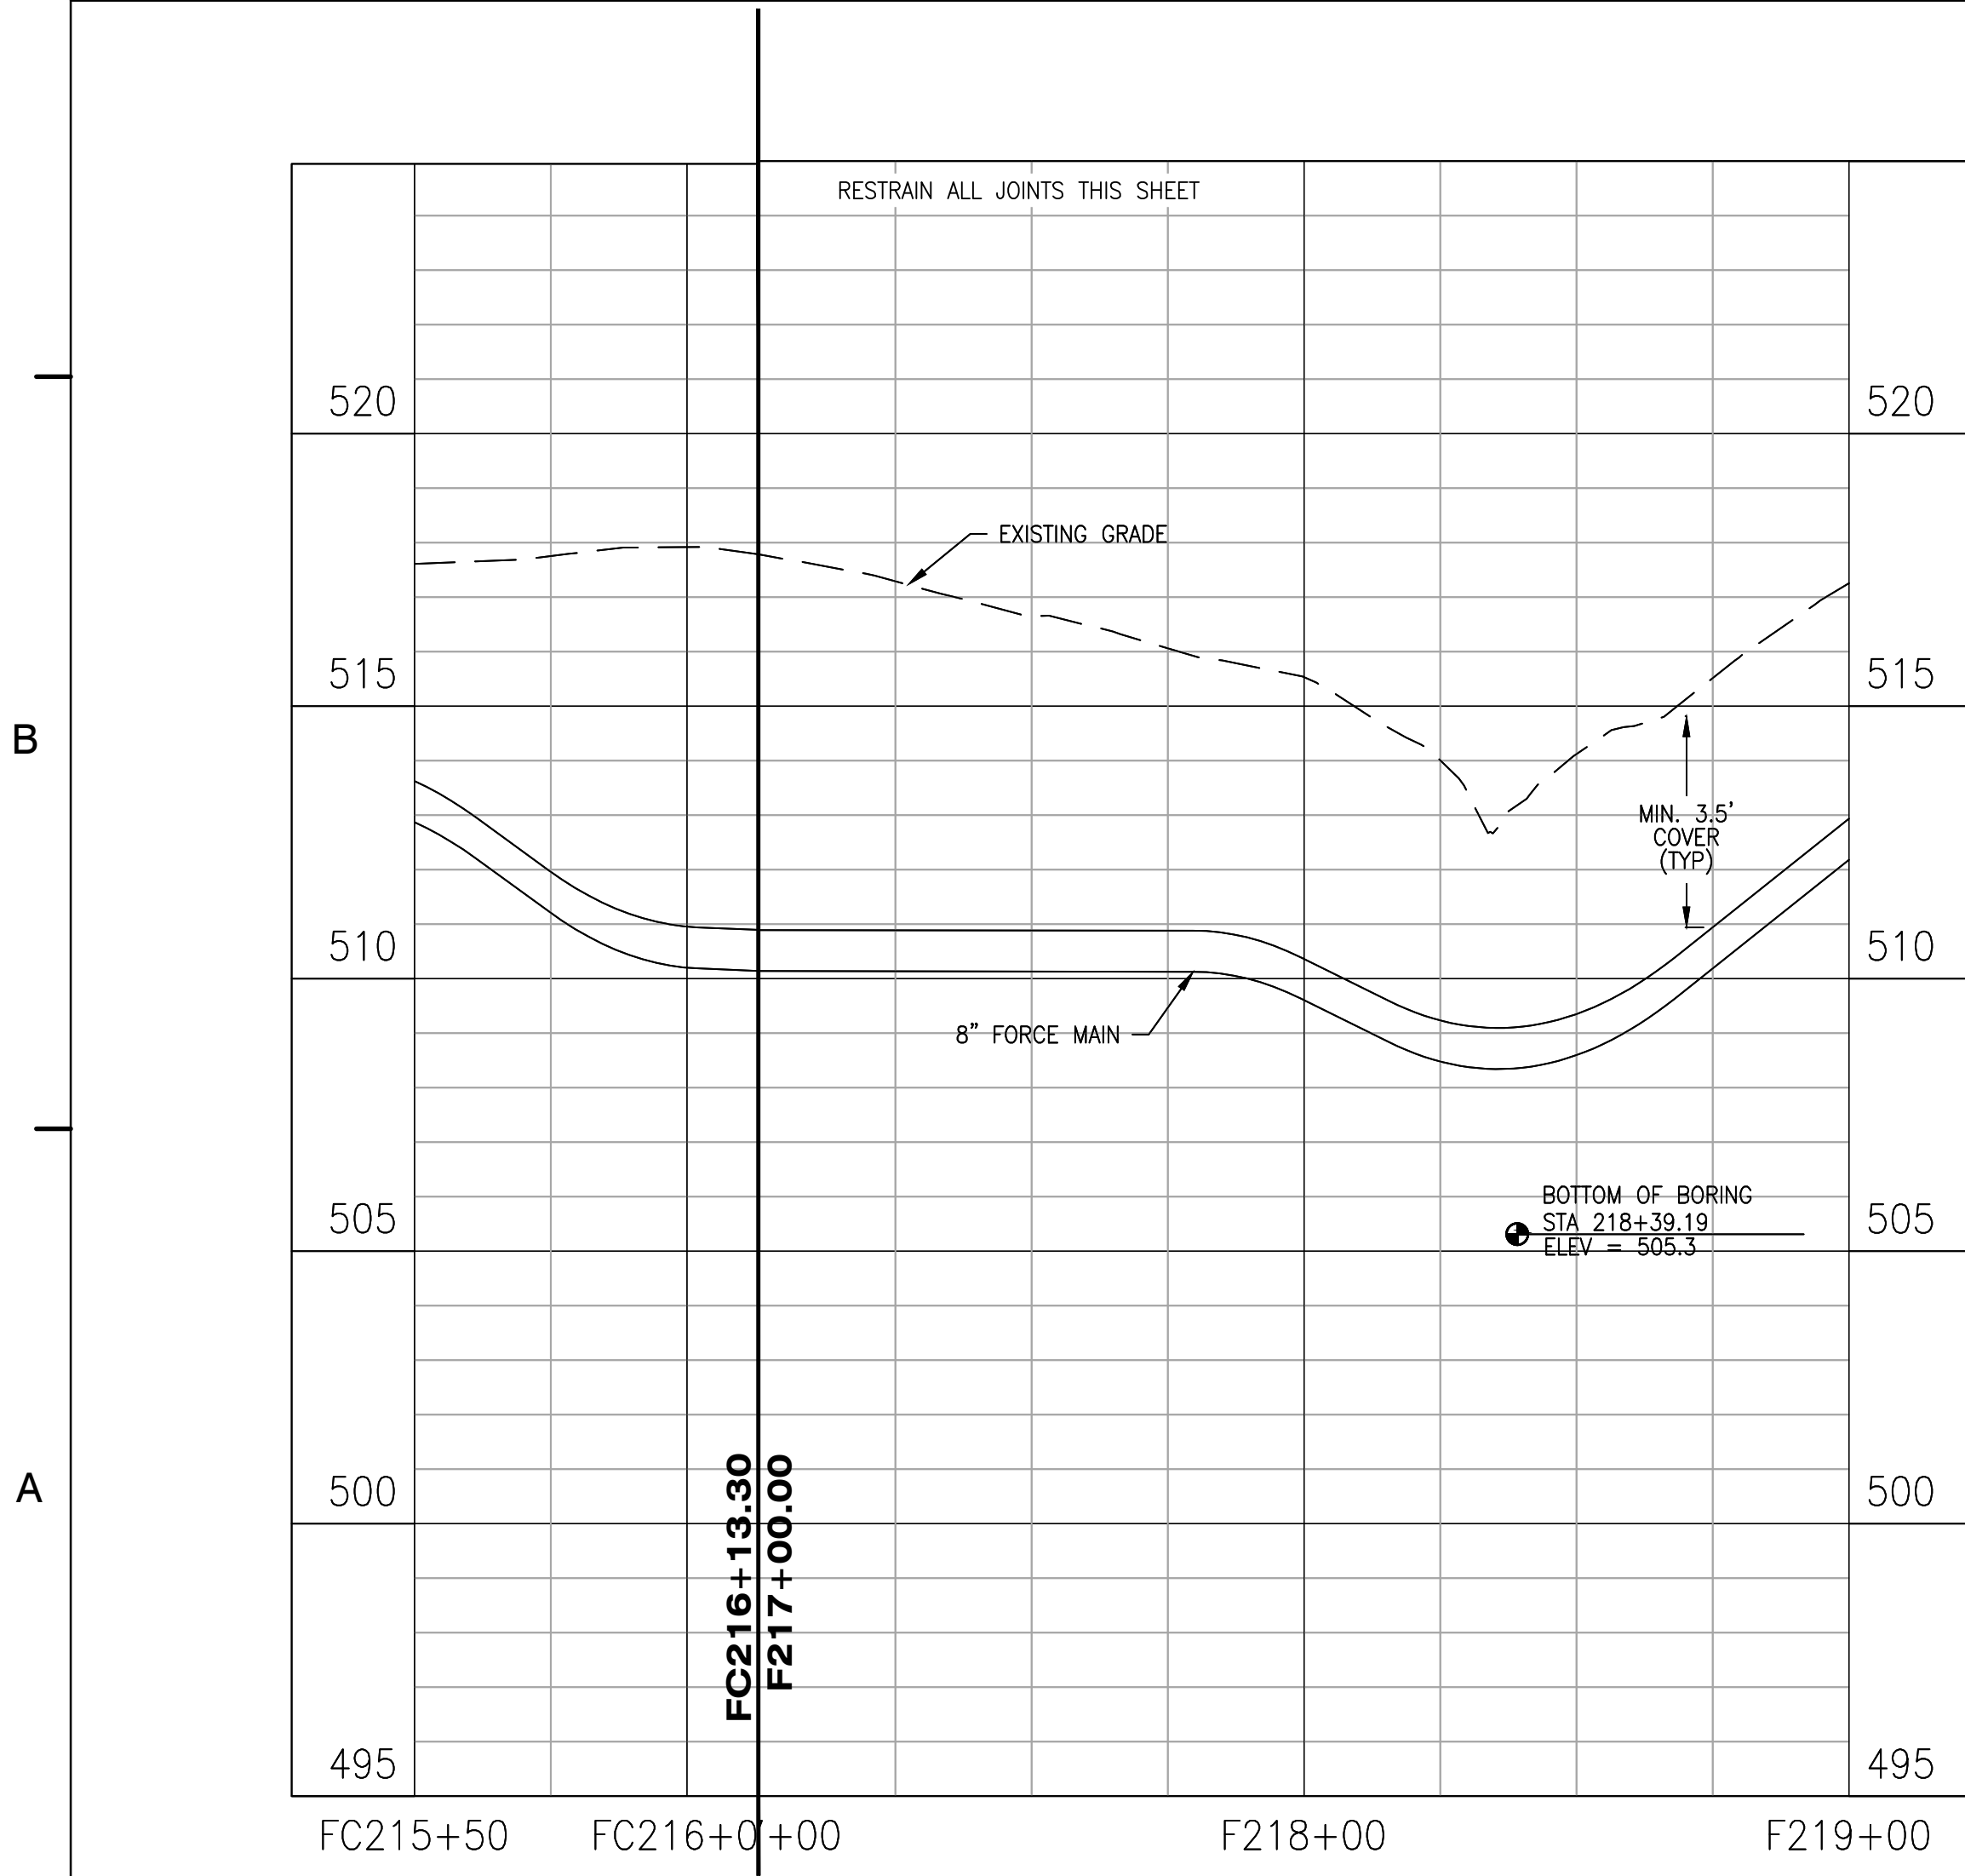 RESTRAIN ALL JOINTS THIS SHEET
520
520
EXISTING GRADE
515
515
B
MIN. 3.5'
COVER
(TYP)
510
510
8” FORCE MAIN
BOTTOM OF BORING
STA 218+39.19
ELEV = 505.3
505
505
A
500
500
FC216+13.30
F217+00.00
495
495
FC215+50
FC216+0
+00
F218+00
F219+00